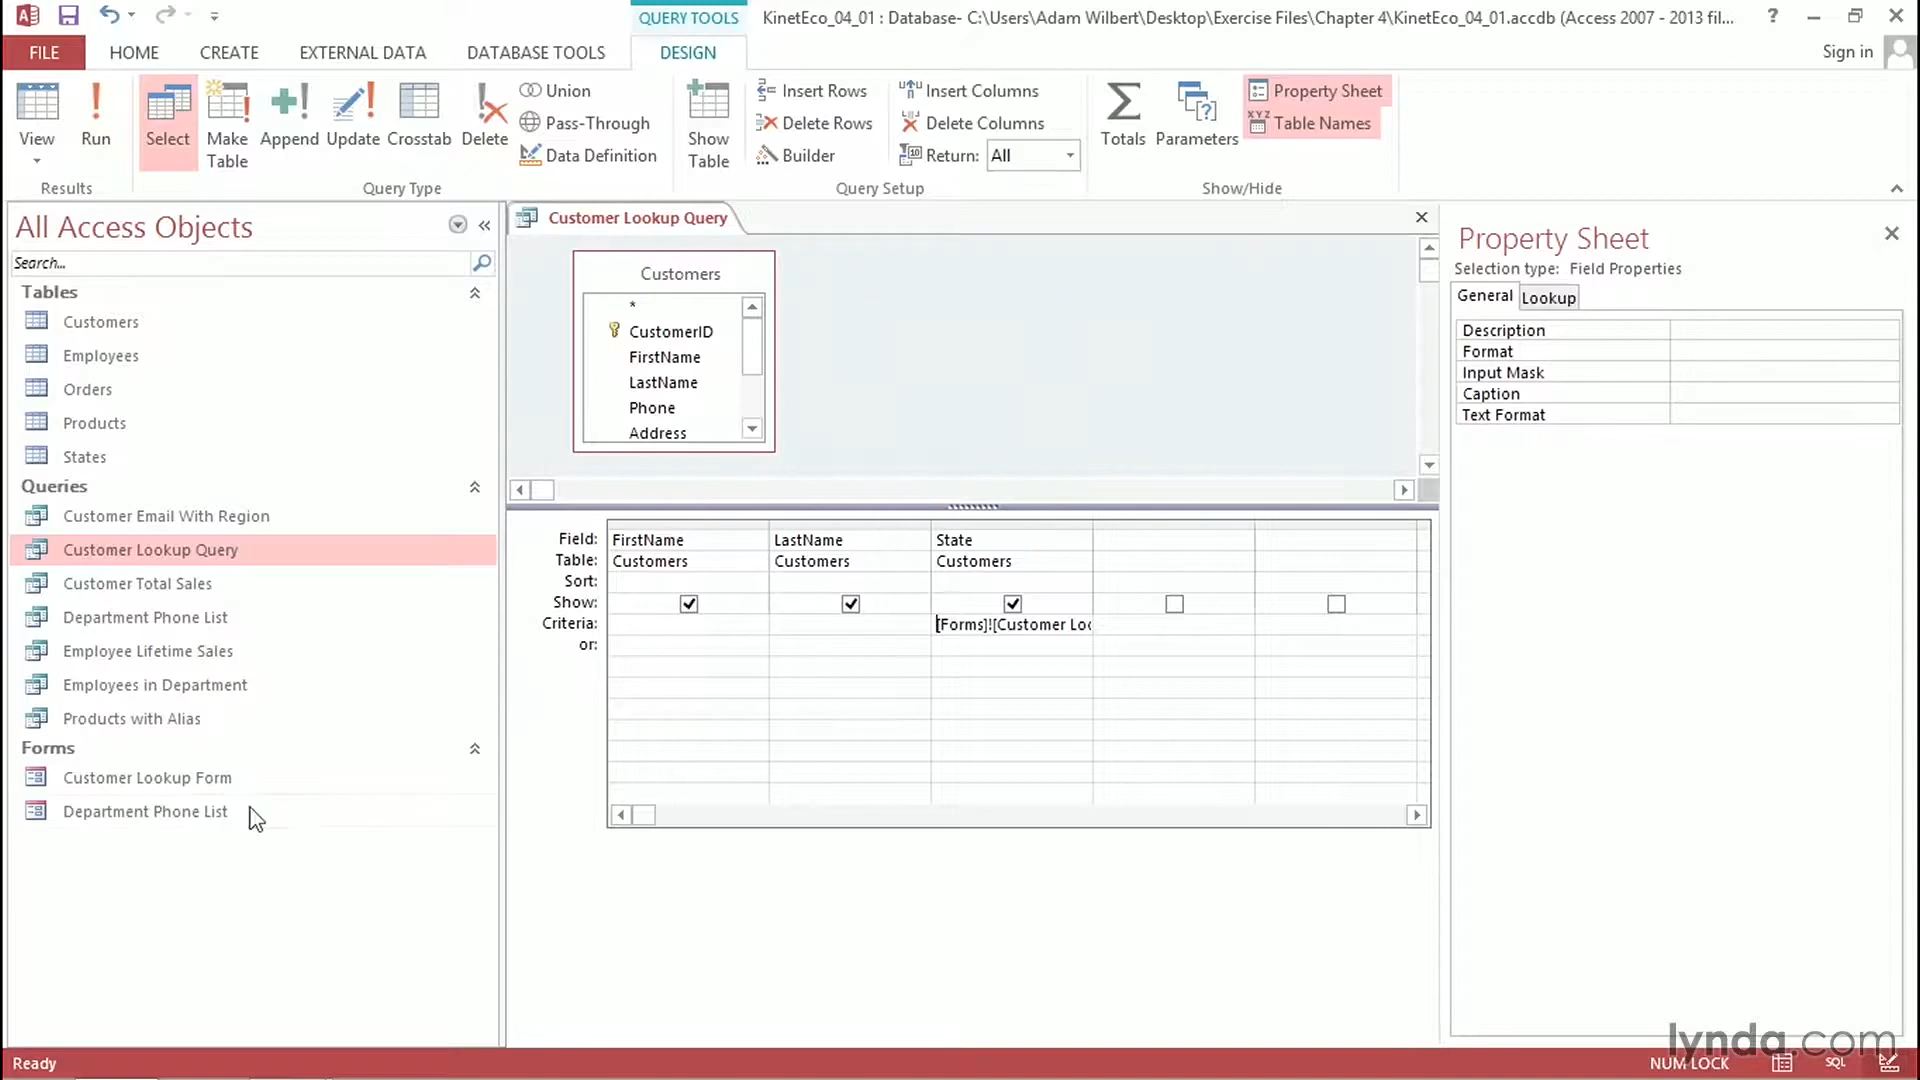 QUERY TOOLS
KinetEco_04_01 : Database- C:\Users\Adam Wilbert\Desktop\Exercise Files\Chapter 4\KinetEco_04_01.accdb (Access 2007 - 2013 fil...
?
FILE HOME CREATE EXTERNAL DATA DATABASE TOOLS DESIGN
Sign in
View
Run
Select
Make Table
Append
Update
Crosstab
Delete
Union
Pass-Through
Data Definition
Show Table
Insert Rows
Delete Rows
Builder
Insert Columns
Delete Columns
Return: All
Totals
Parameters
Property Sheet
XYZ Table Names
Results
Query Type
Query Setup
Show/Hide
All Access Objects
Search...
Tables
Customers
Employees
Orders
Products
States
Queries
Customer Email With Region
Customer Lookup Query
Customer Total Sales
Department Phone List
Employee Lifetime Sales
Employees in Department
Products with Alias
Forms
Customer Lookup Form
Department Phone List
Customer Lookup Query
Customers
*
CustomerID
FirstName
LastName
Phone
Address
Field: FirstName LastName State
Table: Customers Customers Customers
Sort:
Show:
Criteria: [Forms]![Customer Loo
or:
Property Sheet
Selection type: Field Properties
General Lookup
Description
Format
Input Mask
Caption
Text Format
lynda.com
Ready
NUM LOCK
SQL